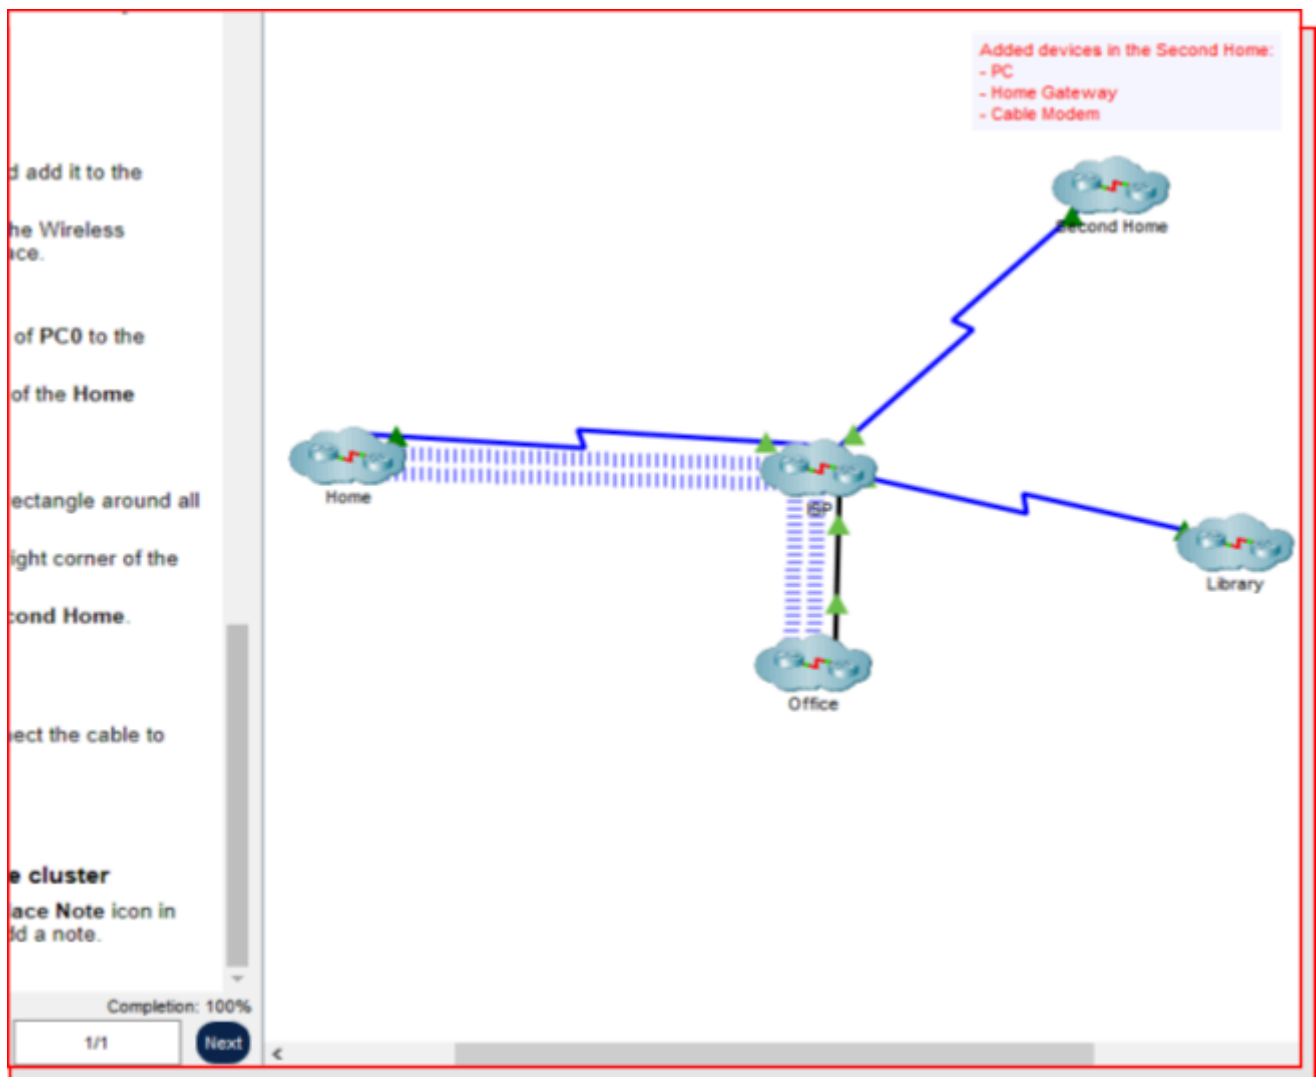 d add it to the
he Wireless
ace.
of PC0 to the
of the Home
ectangle around all
ight corner of the
cond Home.
ect the cable to
e cluster
ace Note icon in
dd a note.
Completion: 100%
1/1
Next
Added devices in the Second Home:
- PC
- Home Gateway
- Cable Modem
Second Home
Home
ISP
Library
Office